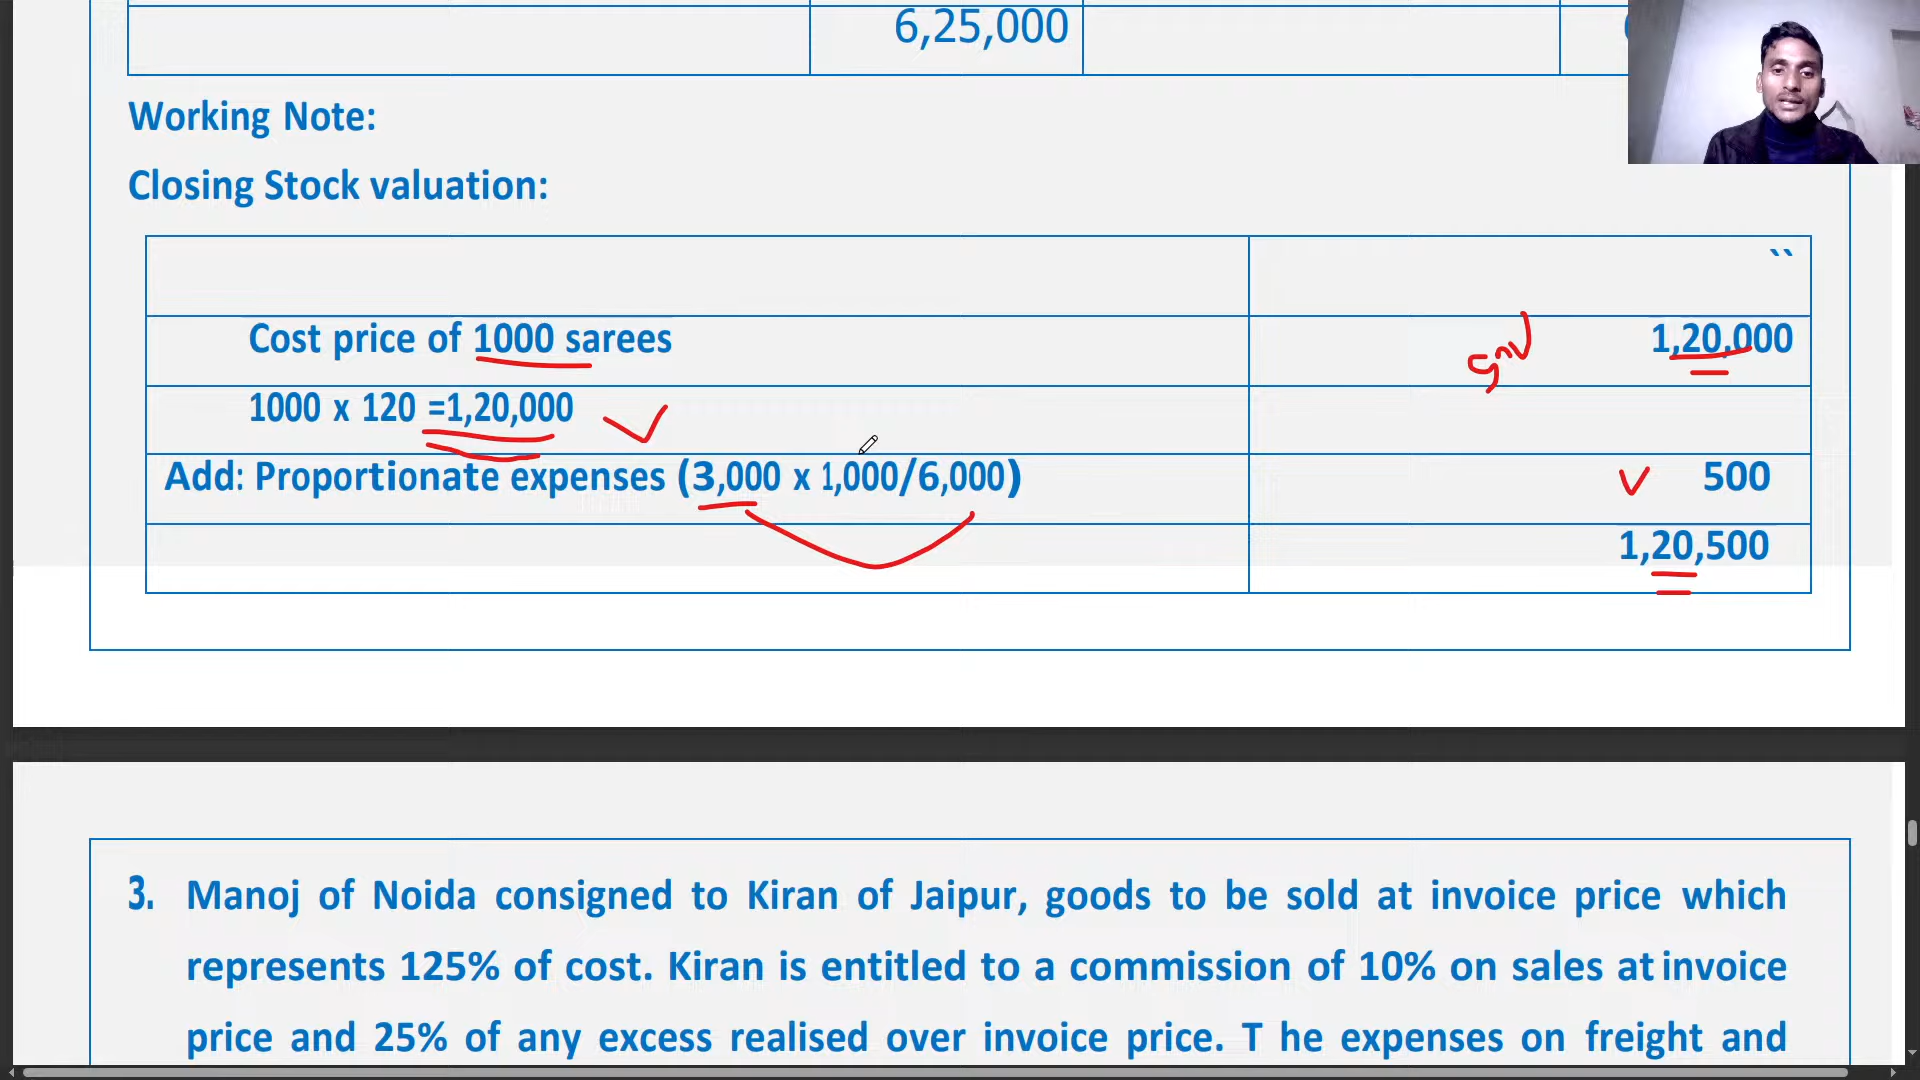 6,25,000
Working Note:
Closing Stock valuation:
``
Cost price of 1000 sarees 1,20,000
1000 x 120 =1,20,000
Add: Proportionate expenses (3,000 x 1,000/6,000) 500
1,20,500
3. Manoj of Noida consigned to Kiran of Jaipur, goods to be sold at invoice price which
represents 125% of cost. Kiran is entitled to a commission of 10% on sales at invoice
price and 25% of any excess realised over invoice price. T he expenses on freight and